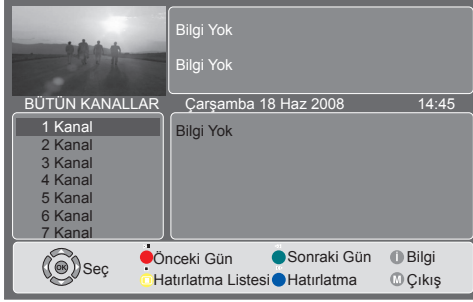 Bilgi Yok
Bilgi Yok
BÜTÜN KANALLAR Çarşamba 18 Haz 2008 14:45
1 Kanal
2 Kanal
3 Kanal
4 Kanal
5 Kanal
6 Kanal
7 Kanal
Bilgi Yok
OK Seç
Önceki Gün Sonraki Gün I Bilgi
Hatırlatma Listesi Hatırlatma M Çıkış